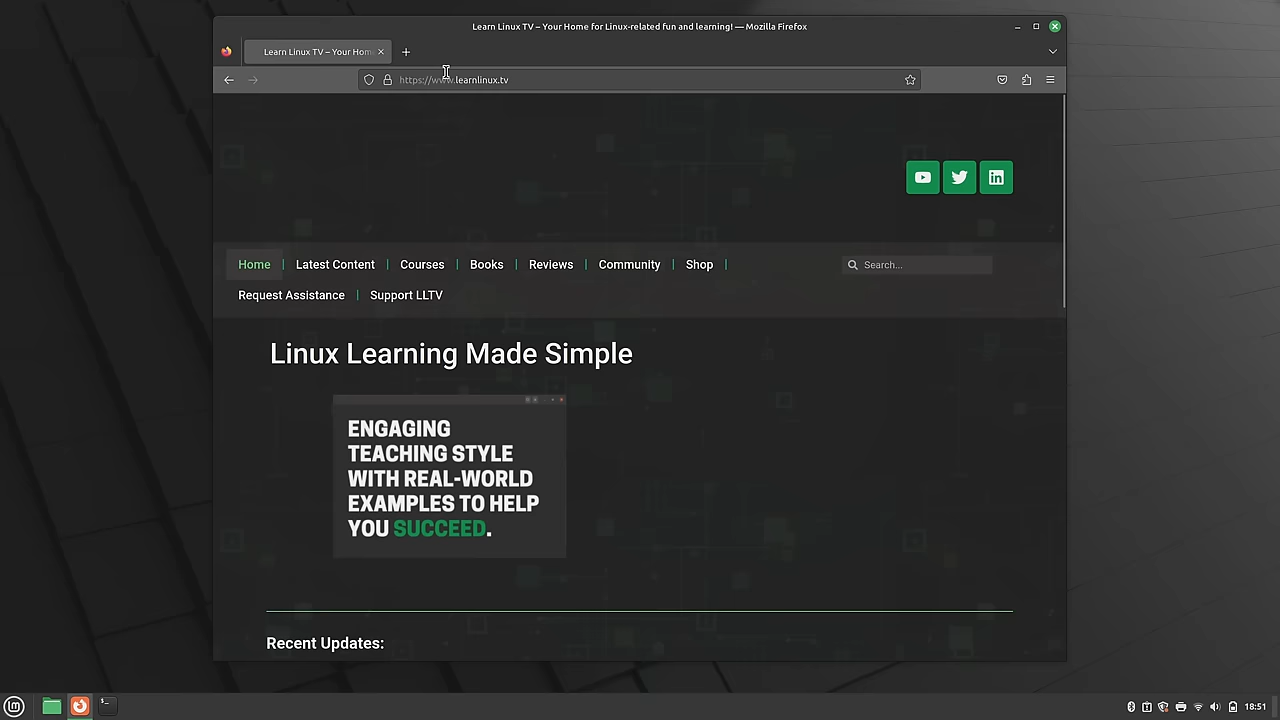 Learn Linux TV – Your Home for Linux-related fun and learning! — Mozilla Firefox
Learn Linux TV – Your Hom
https://www.learnlinux.tv
Home
Latest Content
Courses
Books
Reviews
Community
Shop
Search...
Request Assistance
Support LLTV
Linux Learning Made Simple
ENGAGING
TEACHING STYLE
WITH REAL-WORLD
EXAMPLES TO HELP
YOU SUCCEED.
Recent Updates:
18:51